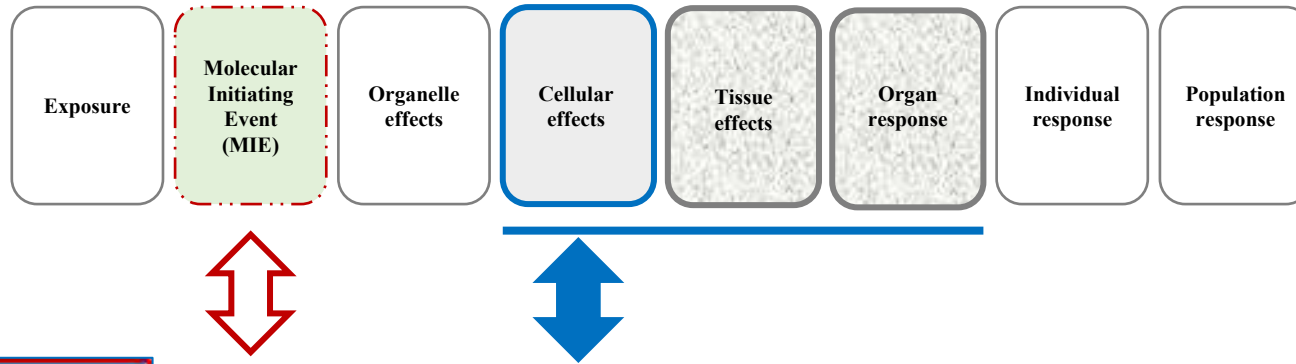 Exposure
Molecular
Initiating
Event
(MIE)
Organelle
effects
Cellular
effects
Tissue
effects
Organ
response
Individual
response
Population
response